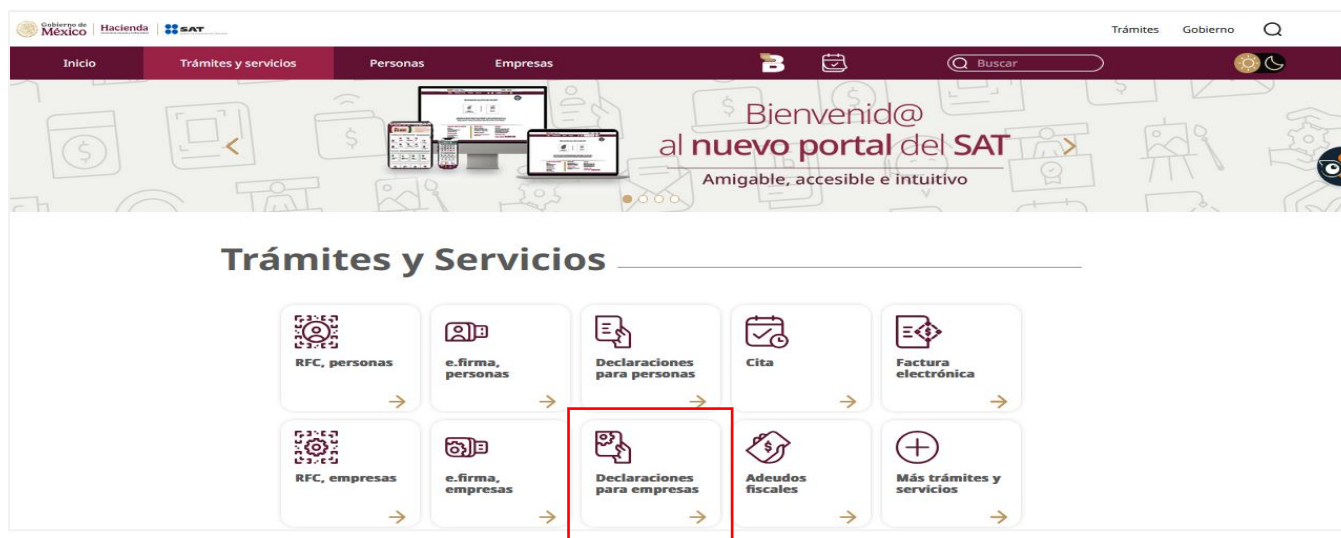 Gobierno de
México
Hacienda
SAT
Trámites
Gobierno
Inicio
Trámites y servicios
Personas
Empresas
B
Buscar
Bienvenid@
al nuevo portal del SAT
Amigable, accesible e intuitivo
Trámites y Servicios
RFC, personas
e.firma,
personas
Declaraciones
para personas
Cita
Factura
electrónica
RFC, empresas
e.firma,
empresas
Declaraciones
para empresas
Adeudos
fiscales
Más trámites y
servicios